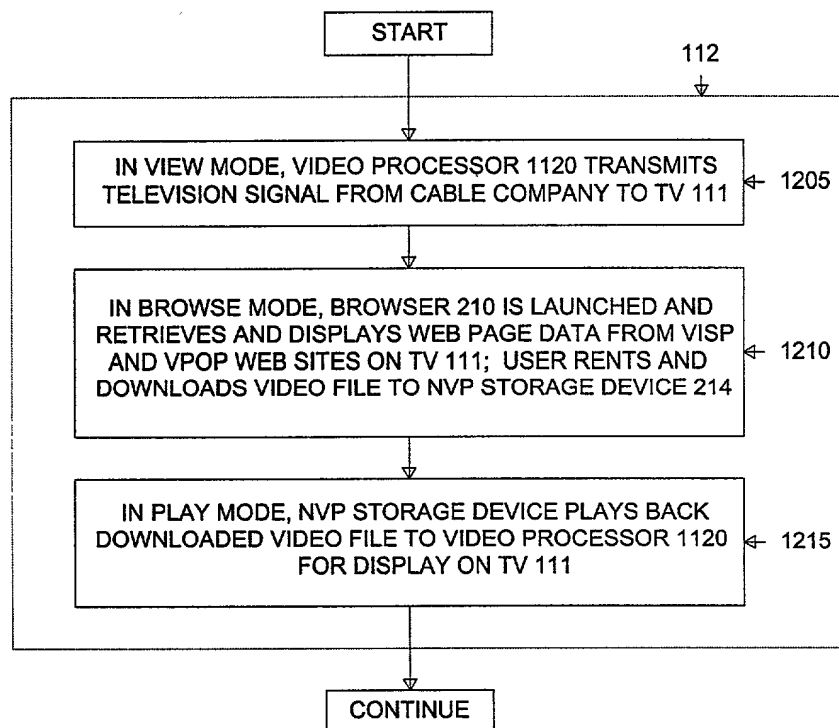 START
112
IN VIEW MODE, VIDEO PROCESSOR 1120 TRANSMITS
TELEVISION SIGNAL FROM CABLE COMPANY TO TV 111
1205
IN BROWSE MODE, BROWSER 210 IS LAUNCHED AND
RETRIEVES AND DISPLAYS WEB PAGE DATA FROM VISP
AND VPOP WEB SITES ON TV 111; USER RENTS AND
DOWNLOADS VIDEO FILE TO NVP STORAGE DEVICE 214
1210
IN PLAY MODE, NVP STORAGE DEVICE PLAYS BACK
DOWNLOADED VIDEO FILE TO VIDEO PROCESSOR 1120
FOR DISPLAY ON TV 111
1215
CONTINUE